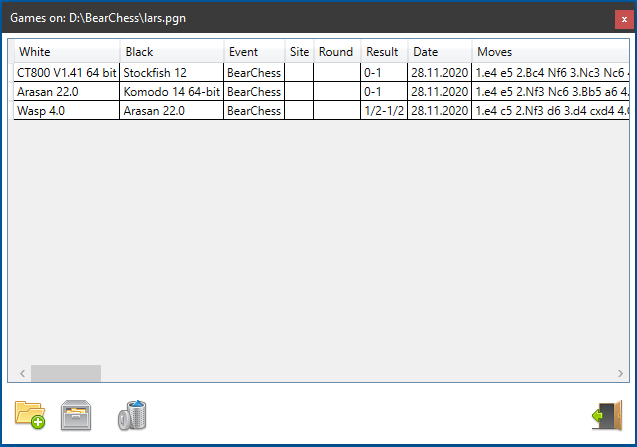 Games on: D:\BearChess\lars.pgn
x
White Black Event Site Round Result Date Moves
CT800 V1.41 64 bit Stockfish 12 BearChess 0-1 28.11.2020 1.e4 e5 2.Bc4 Nf6 3.Nc3 Nc6
Arasan 22.0 Komodo 14 64-bit BearChess 0-1 28.11.2020 1.e4 e5 2.Nf3 Nc6 3.Bb5 a6 4.
Wasp 4.0 Arasan 22.0 BearChess 1/2-1/2 28.11.2020 1.e4 c5 2.Nf3 d6 3.d4 cxd4 4.